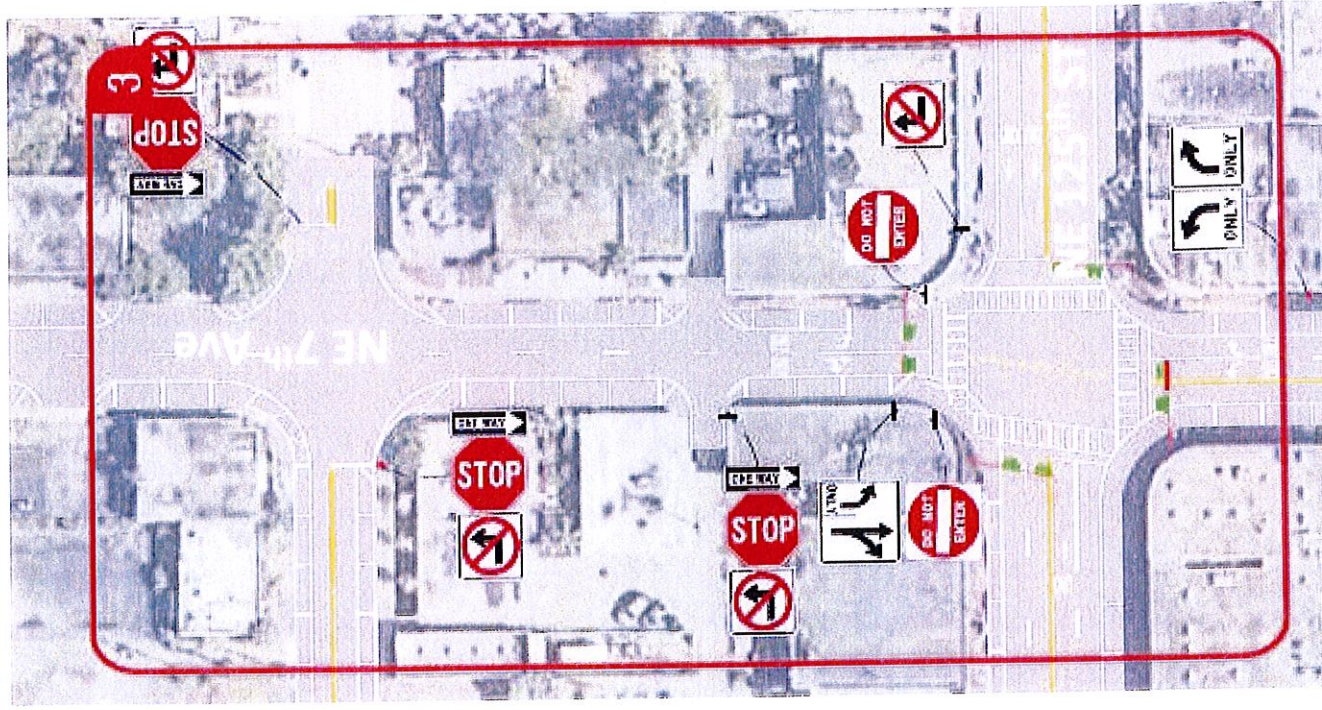 3
STOP
ONE WAY
NE 7th Ave
NE 125th ST
DO NOT
ENTER
ONLY
ONLY
ONE WAY
STOP
ONE WAY
STOP
ONLY
DO NOT
ENTER